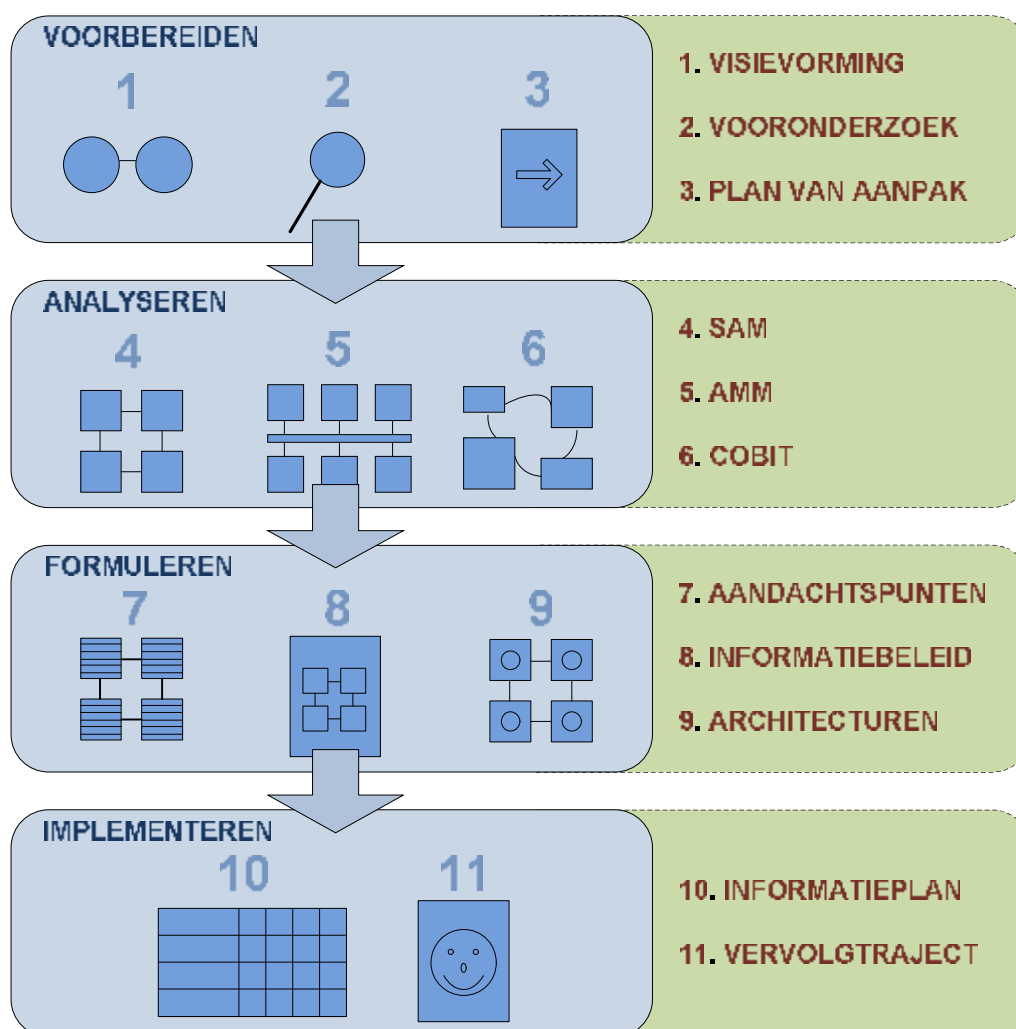 VOORBEREIDEN
1 2 3
1. VISIEVORMING
2. VOORONDERZOEK
3. PLAN VAN AANPAK
ANALYSEREN
4 5 6
4. SAM
5. AMM
6. COBIT
FORMULEREN
7 8 9
7. AANDACHTSPUNTEN
8. INFORMATIEBELEID
9. ARCHITECTUREN
IMPLEMENTEREN
10 11
10. INFORMATIEPLAN
11. VERVOLGTRAJECT